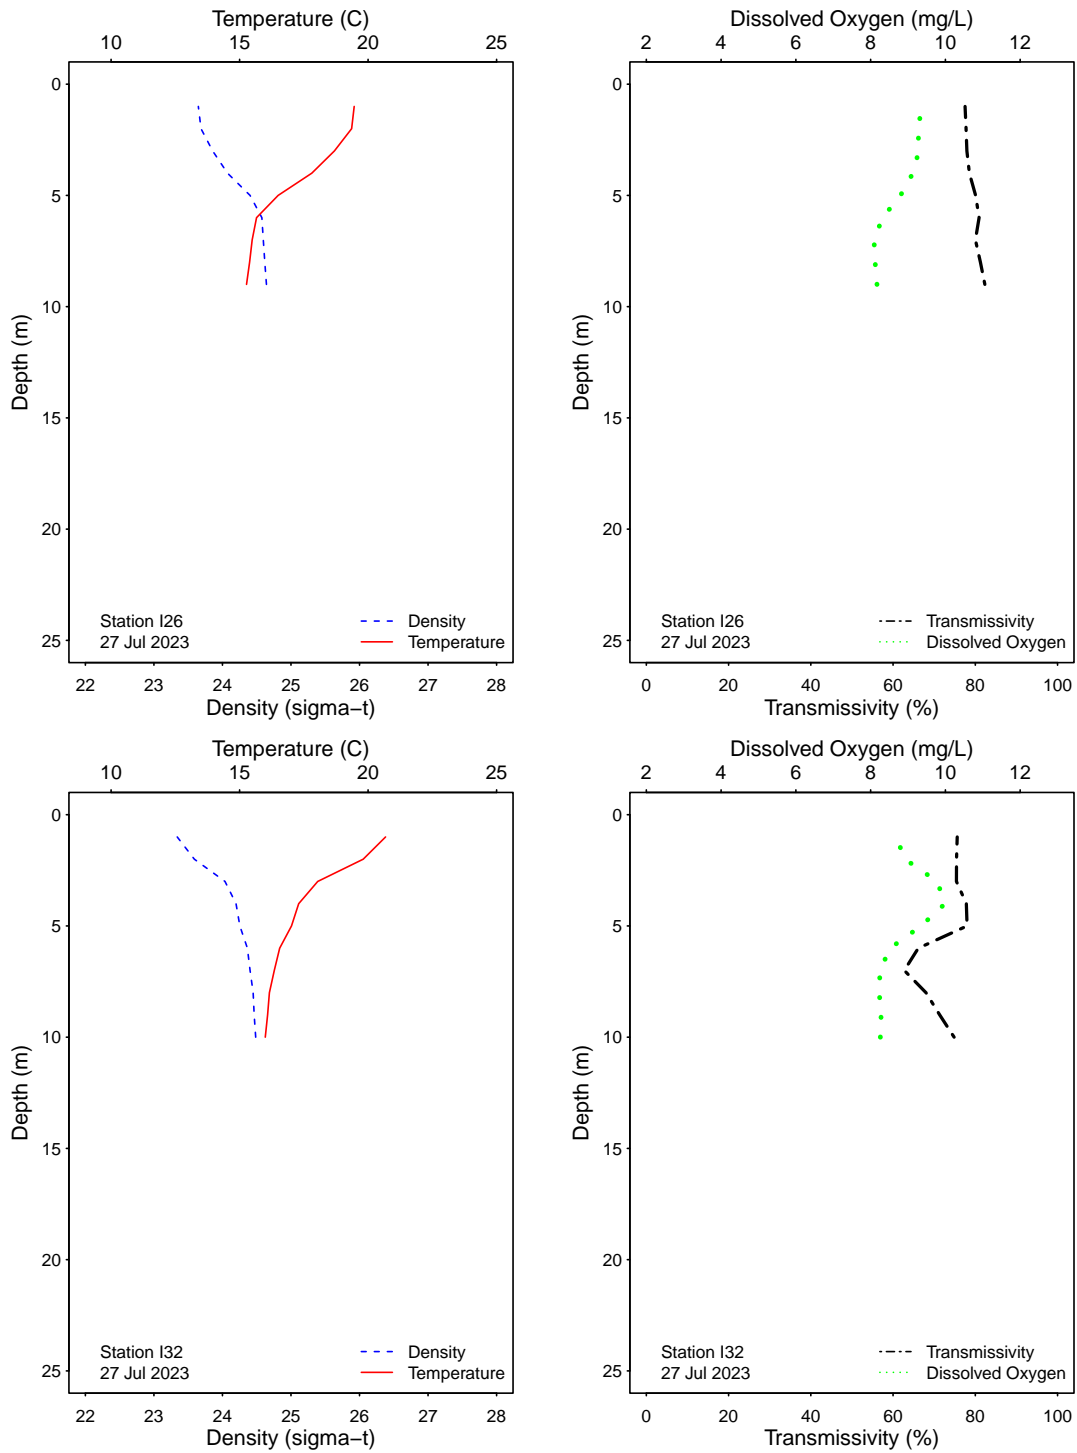 Temperature (C)
10 15 20 25
0
5
10
15
20
25
Depth (m)
Station I26
27 Jul 2023
Density
Temperature
22 23 24 25 26 27 28
Density (sigma−t)
Dissolved Oxygen (mg/L)
2 4 6 8 10 12
0
5
10
15
20
25
Depth (m)
Station I26
27 Jul 2023
Transmissivity
Dissolved Oxygen
0 20 40 60 80 100
Transmissivity (%)
Temperature (C)
10 15 20 25
0
5
10
15
20
25
Depth (m)
Station I32
27 Jul 2023
Density
Temperature
22 23 24 25 26 27 28
Density (sigma−t)
Dissolved Oxygen (mg/L)
2 4 6 8 10 12
0
5
10
15
20
25
Depth (m)
Station I32
27 Jul 2023
Transmissivity
Dissolved Oxygen
0 20 40 60 80 100
Transmissivity (%)